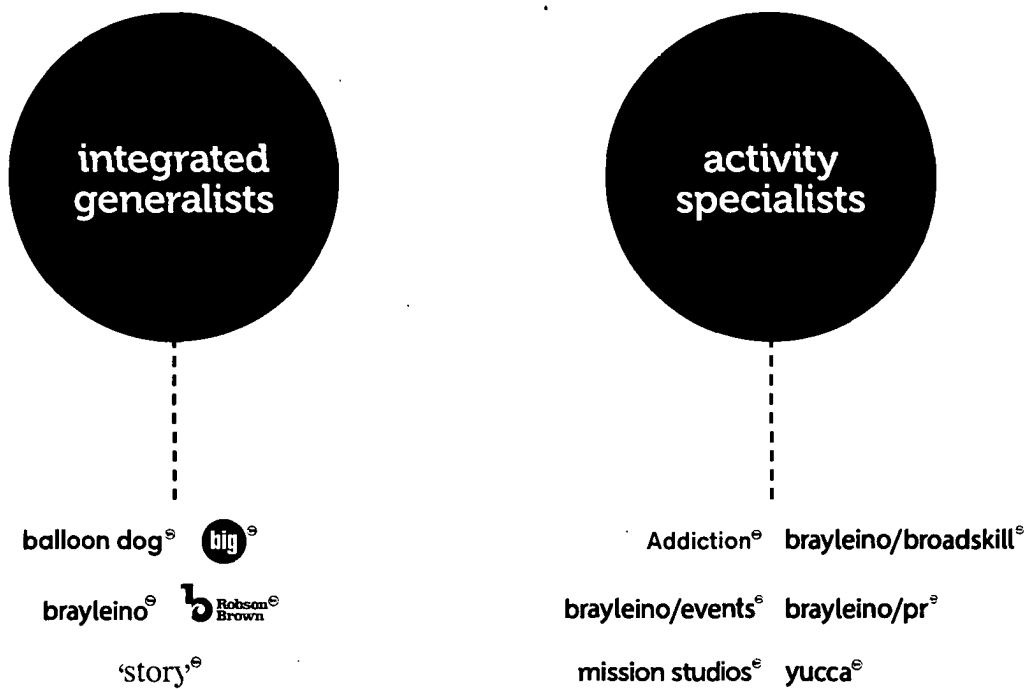 integrated
generalists
activity
specialists
balloon dog
big
brayleino
Robson
Brown
'story'
Addiction
brayleino/broadskill
brayleino/events
brayleino/pr
mission studios
yucca